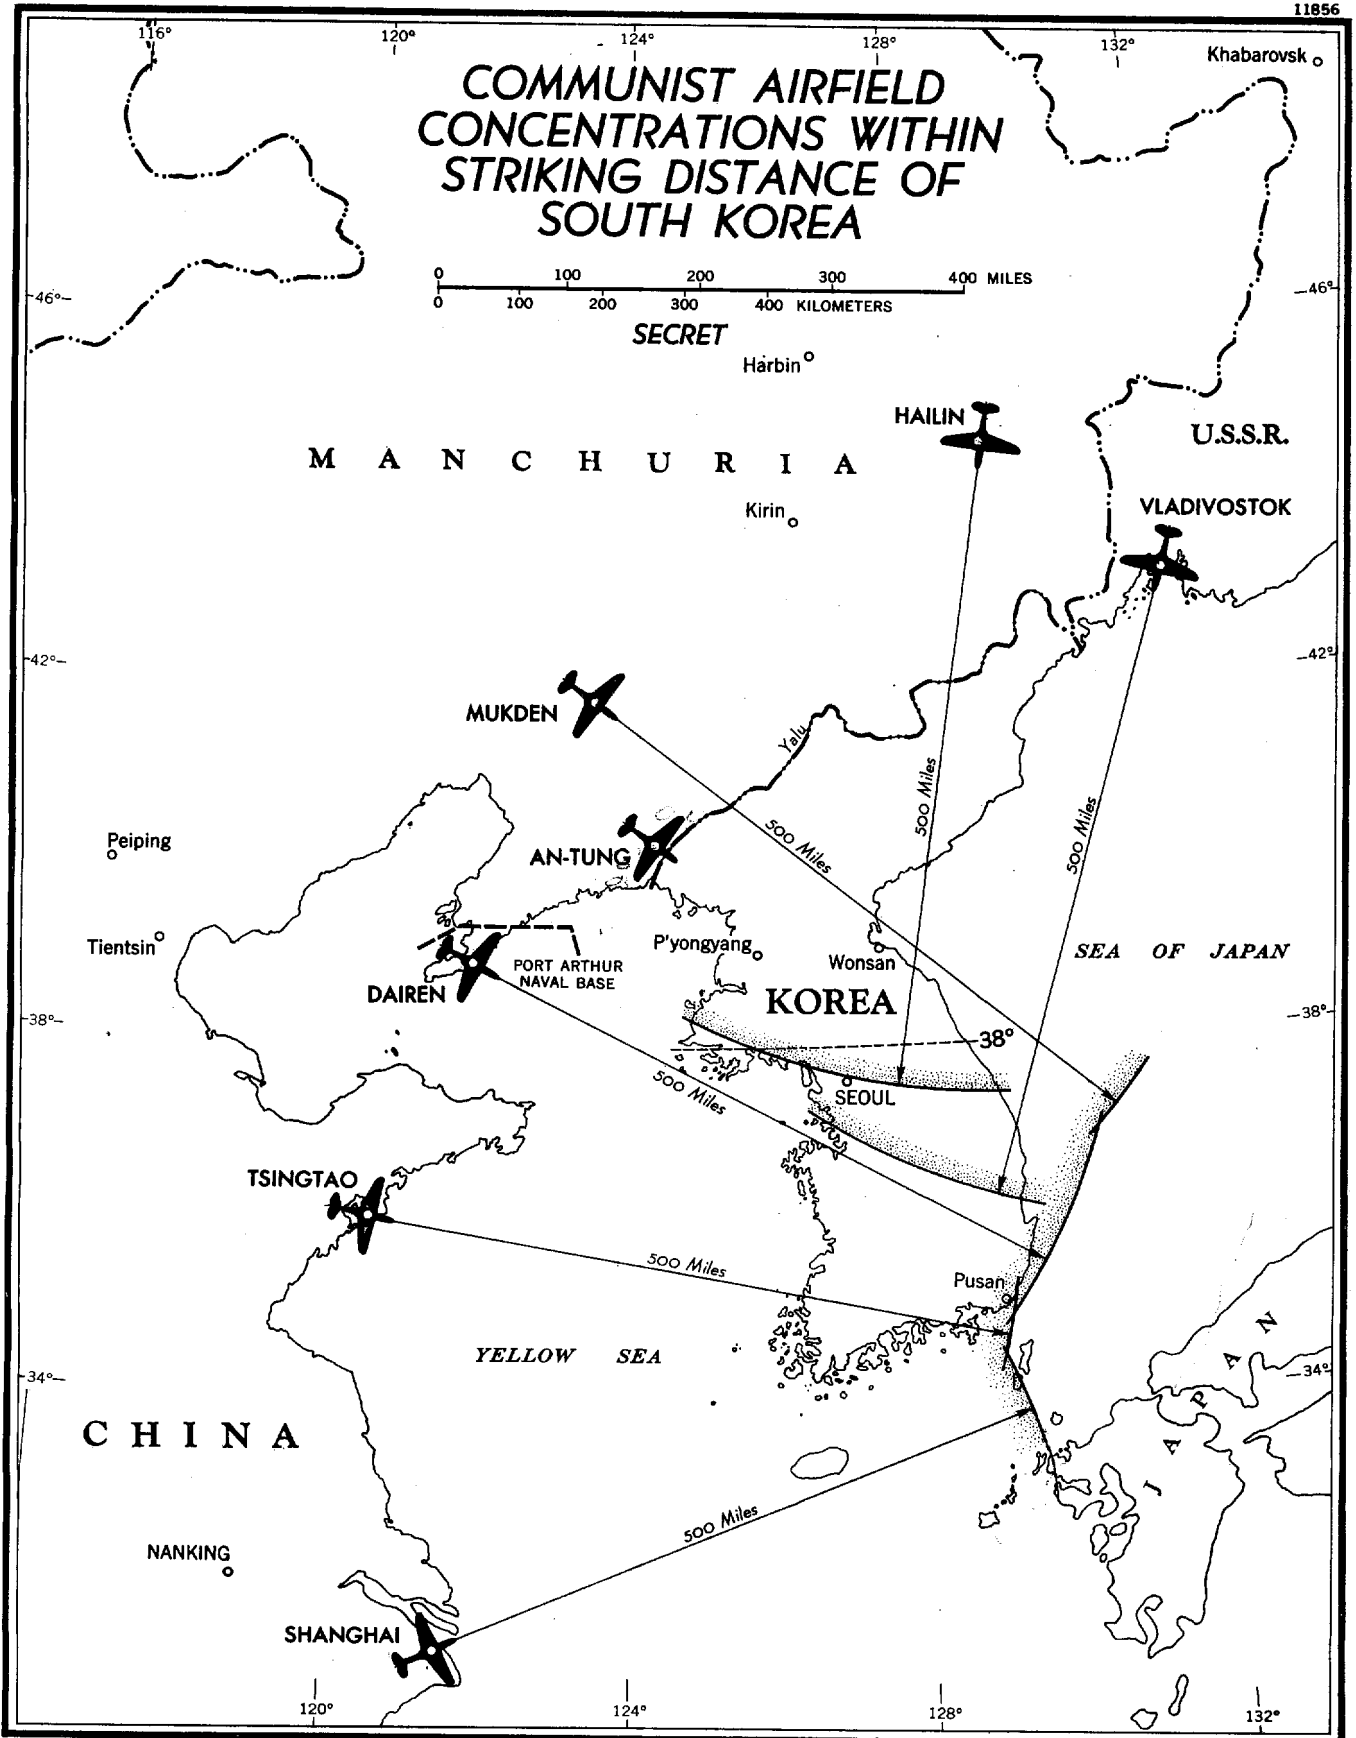 11856
116°
120°
124°
128°
132°
Khabarovsk
COMMUNIST AIRFIELD
CONCENTRATIONS WITHIN
STRIKING DISTANCE OF
SOUTH KOREA
0 100 200 300 400 MILES
0 100 200 300 400 KILOMETERS
SECRET
46°
46°
Harbin
HAILIN
U.S.S.R.
MANCHURIA
Kirin
VLADIVOSTOK
42°
42°
MUKDEN
Yalu
500 Miles
500 Miles
500 Miles
Peiping
AN-TUNG
Tientsin
P'yongyang
Wonsan
SEA OF JAPAN
PORT ARTHUR
NAVAL BASE
DAIREN
KOREA
38°
38°
38°
500 Miles
SEOUL
TSINGTAO
500 Miles
Pusan
YELLOW SEA
JAPAN
34°
34°
CHINA
500 Miles
NANKING
SHANGHAI
120°
124°
128°
132°